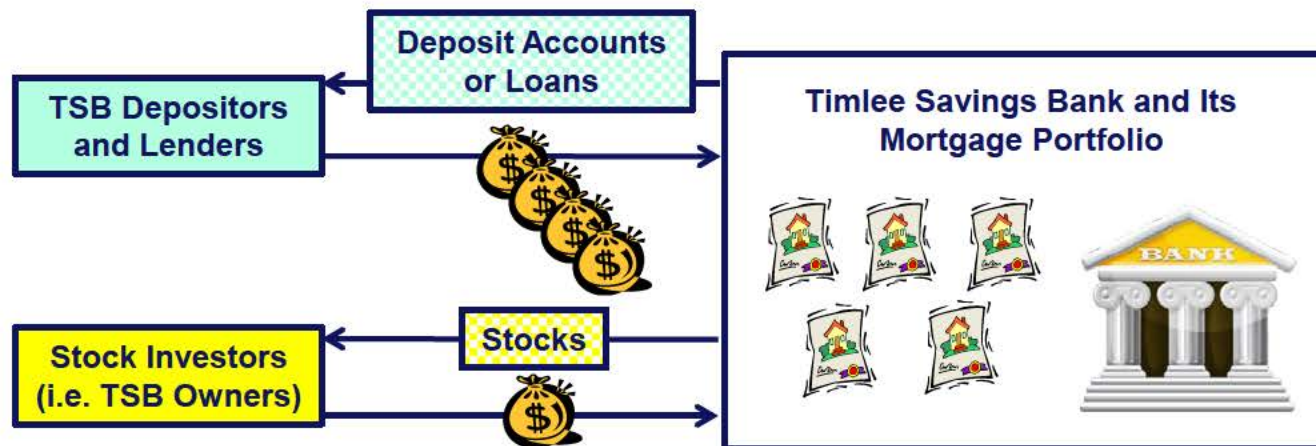 Deposit Accounts
or Loans
TSB Depositors
and Lenders
Timlee Savings Bank and Its
Mortgage Portfolio
$
$
$
$
BANK
Stocks
Stock Investors
(i.e. TSB Owners)
$